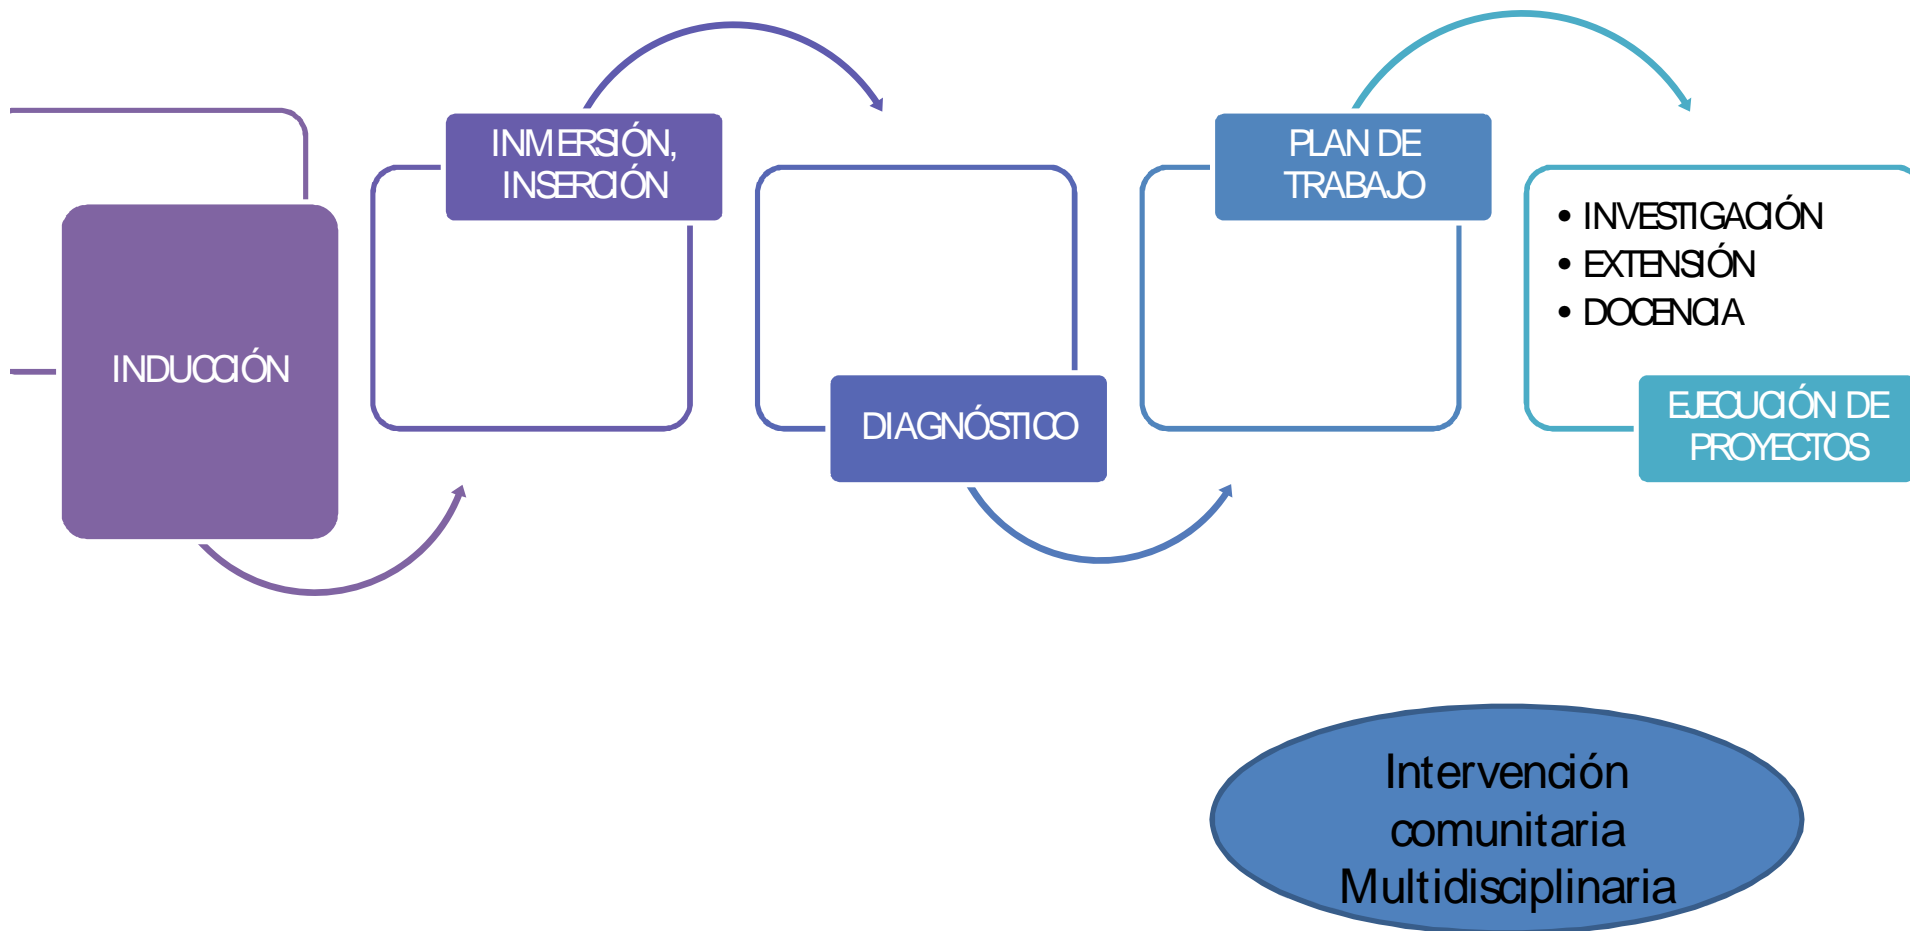 INDUCCIÓN
INMERSIÓN,
INSERCIÓN
DIAGNÓSTICO
PLAN DE
TRABAJO
• INVESTIGACIÓN
• EXTENSIÓN
• DOCENCIA
EJECUCIÓN DE
PROYECTOS
Intervención
comunitaria
Multidisciplinaria